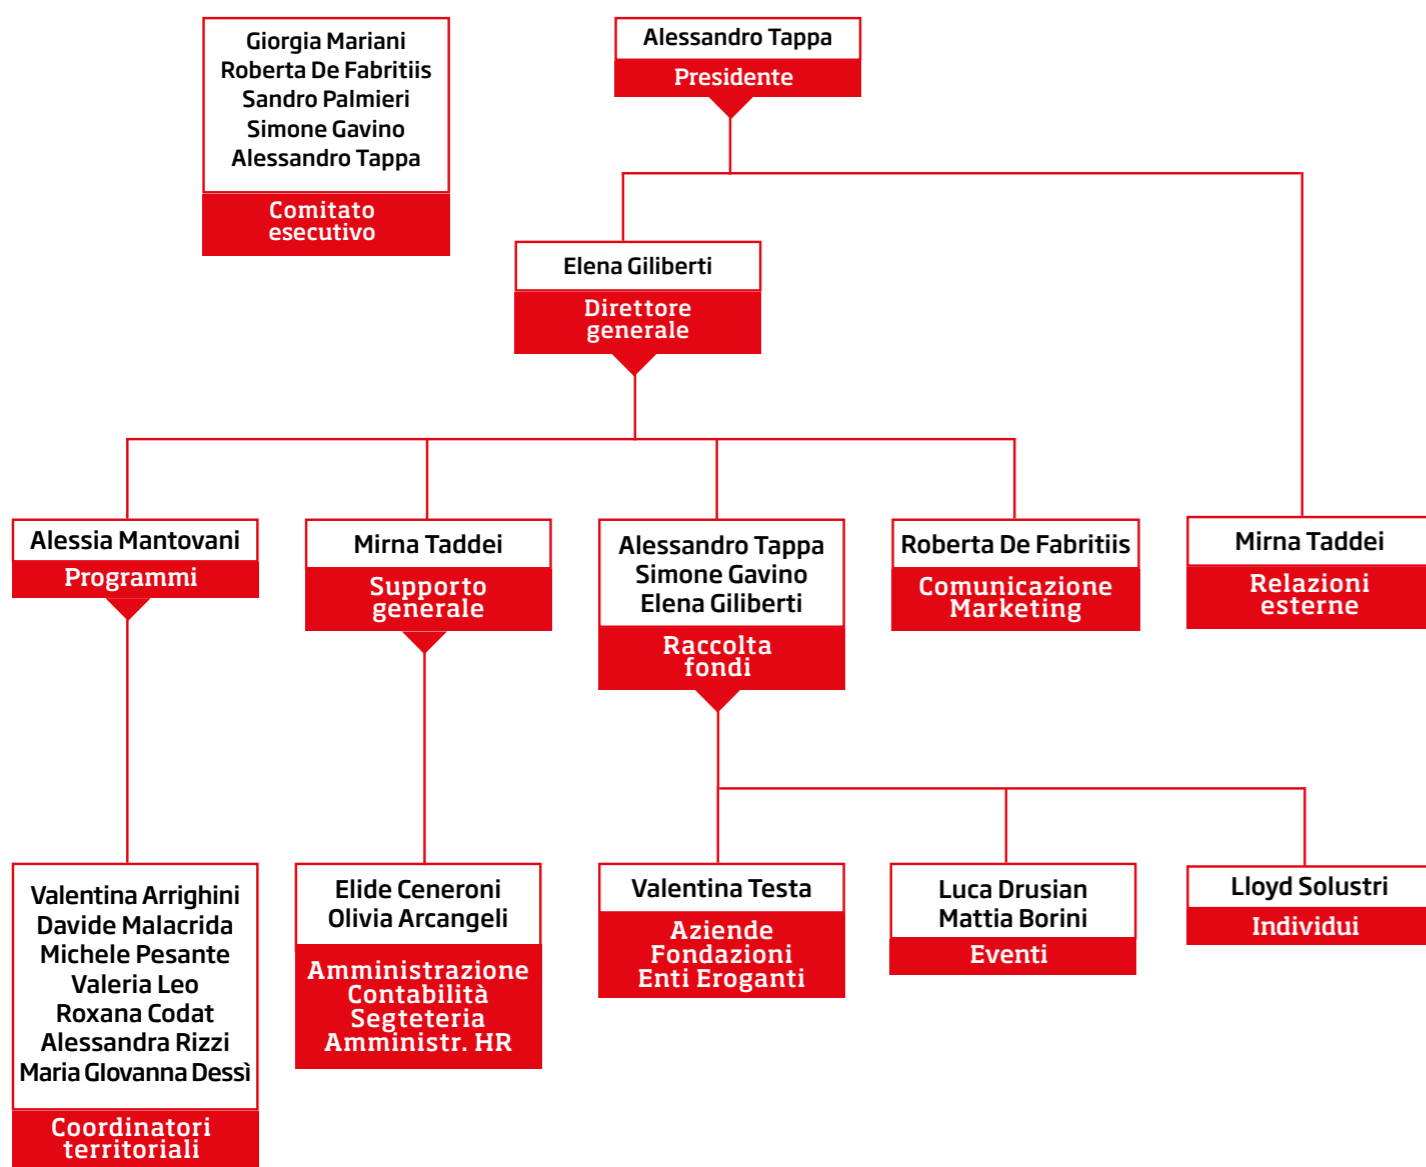 Giorgia Mariani
Roberta De Fabritiis
Sandro Palmieri
Simone Gavino
Alessandro Tappa
Comitato
esecutivo
Alessandro Tappa
Presidente
Elena Giliberti
Direttore
generale
Alessia Mantovani
Programmi
Mirna Taddei
Supporto
generale
Alessandro Tappa
Simone Gavino
Elena Giliberti
Raccolta
fondi
Roberta De Fabritiis
Comunicazione
Marketing
Mirna Taddei
Relazioni
esterne
Valentina Arrighini
Davide Malacrida
Michele Pesante
Valeria Leo
Roxana Codat
Alessandra Rizzi
Maria GIovanna Dessì
Coordinatori
territoriali
Elide Ceneroni
Olivia Arcangeli
Amministrazione
Contabilità
Segteteria
Amministr. HR
Valentina Testa
Aziende
Fondazioni
Enti Eroganti
Luca Drusian
Mattia Borini
Eventi
Lloyd Solustri
Individui